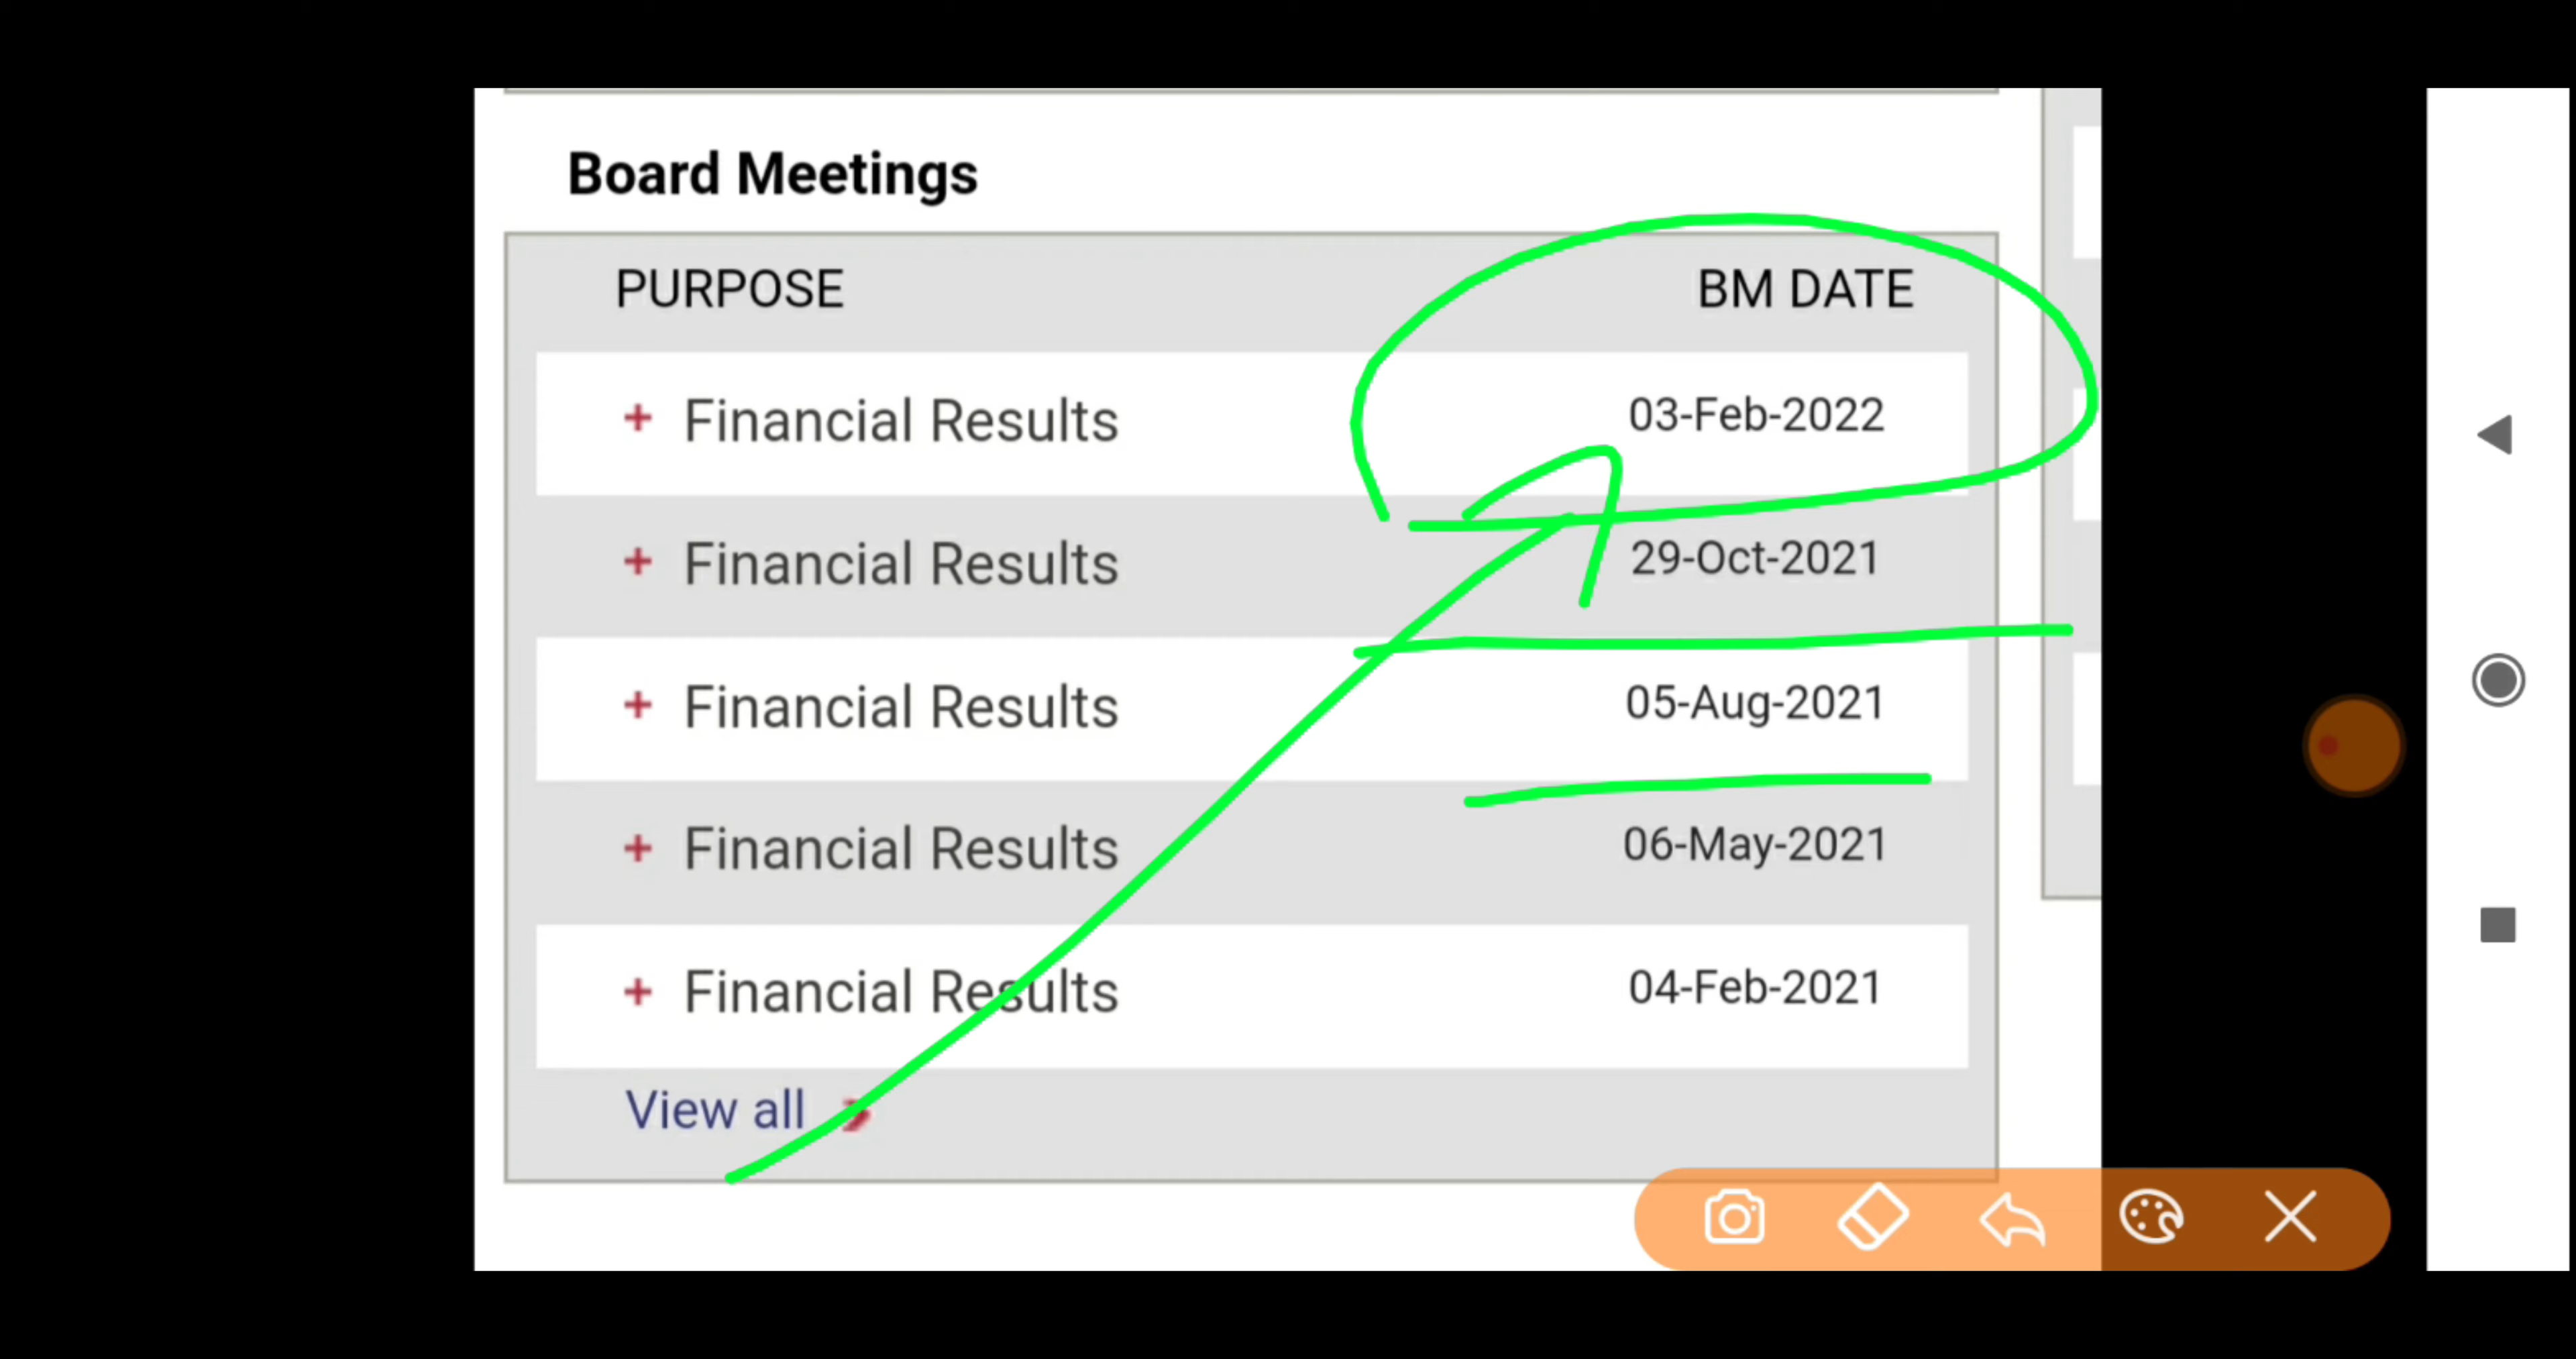 Board Meetings
PURPOSE BM DATE
+ Financial Results 03-Feb-2022
+ Financial Results 29-Oct-2021
+ Financial Results 05-Aug-2021
+ Financial Results 06-May-2021
+ Financial Results 04-Feb-2021
View all